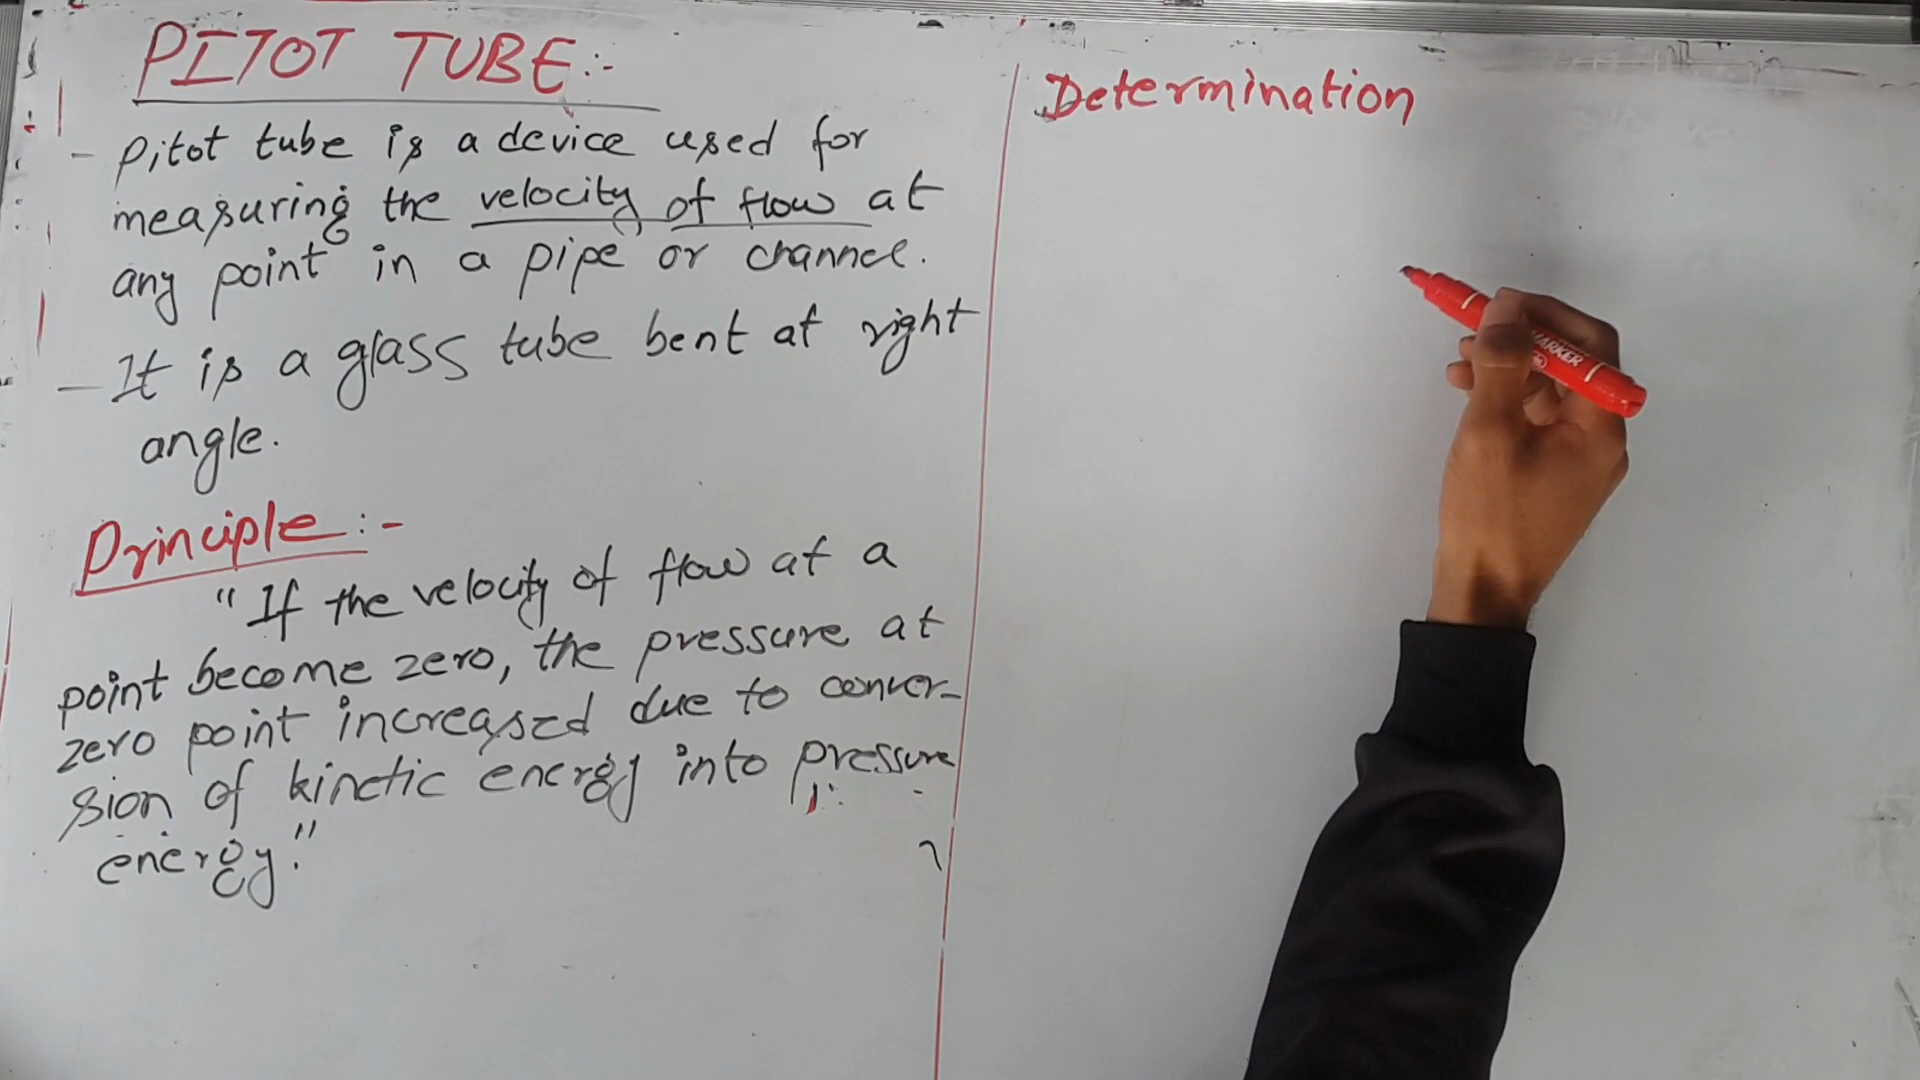 PITOT TUBE:-
- pitot tube is a device used for
measuring the velocity of flow at
any point in a pipe or channel.
- It is a glass tube bent at right
angle.
Principle:-
"If the velocity of flow at a
point become zero, the pressure at
zero point increased due to conver-
sion of kinetic energy into pressure
energy."
Determination
MARKER